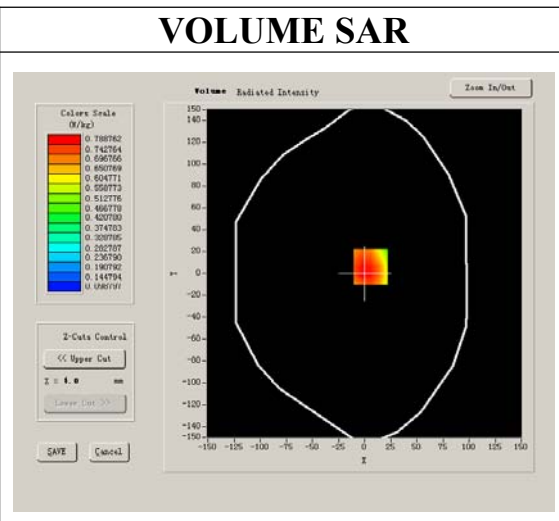 VOLUME SAR
Volume Radiated Intensity
Zoom In/Out
Colors Scale
(W/kg)
0.788762
0.742764
0.696766
0.650769
0.604771
0.558773
0.512776
0.466778
0.420780
0.374783
0.328785
0.282787
0.236790
0.190792
0.144794
0.098797
Z-Cuts Control
<< Upper Cut
Z = 4.0 mm
Lower Cut >>
SAVE
Cancel
150
140
120
100
80
60
40
20
0
-20
-40
-60
-80
-100
-120
-140
-150
Y
-150 -125 -100 -75 -50 -25 0 25 50 75 100 125 150
X